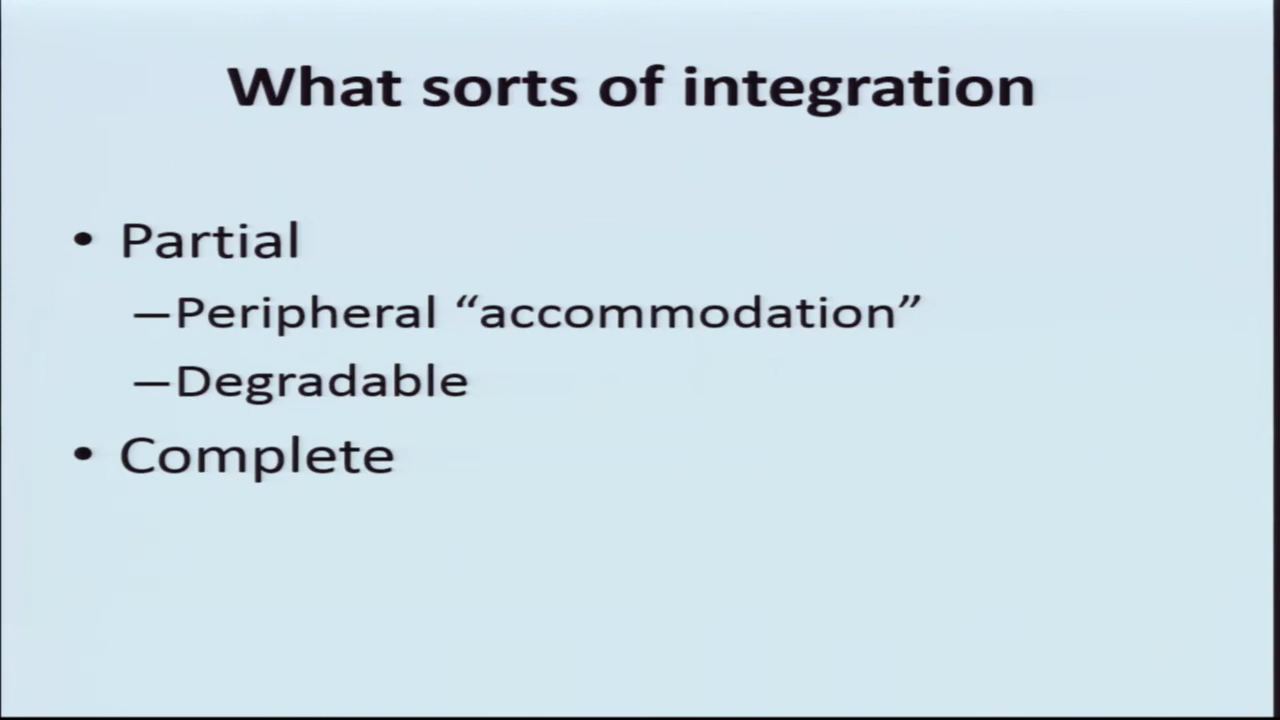 What sorts of integration
• Partial
–Peripheral “accommodation”
–Degradable
• Complete